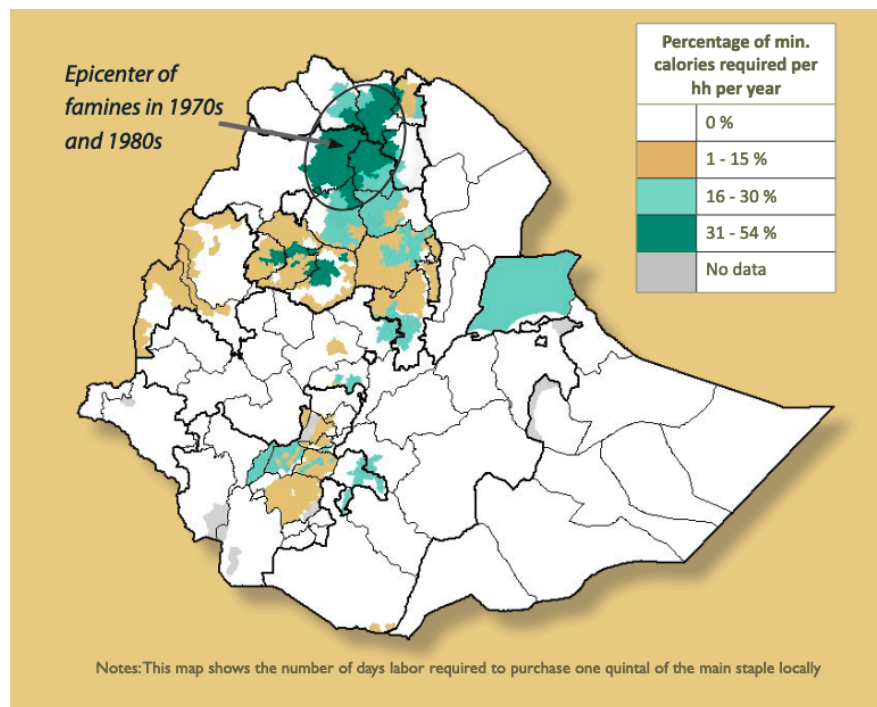 Epicenter of
famines in 1970s
and 1980s
Percentage of min.
calories required per
hh per year
0 %
1 - 15 %
16 - 30 %
31 - 54 %
No data
Notes: This map shows the number of days labor required to purchase one quintal of the main staple locally